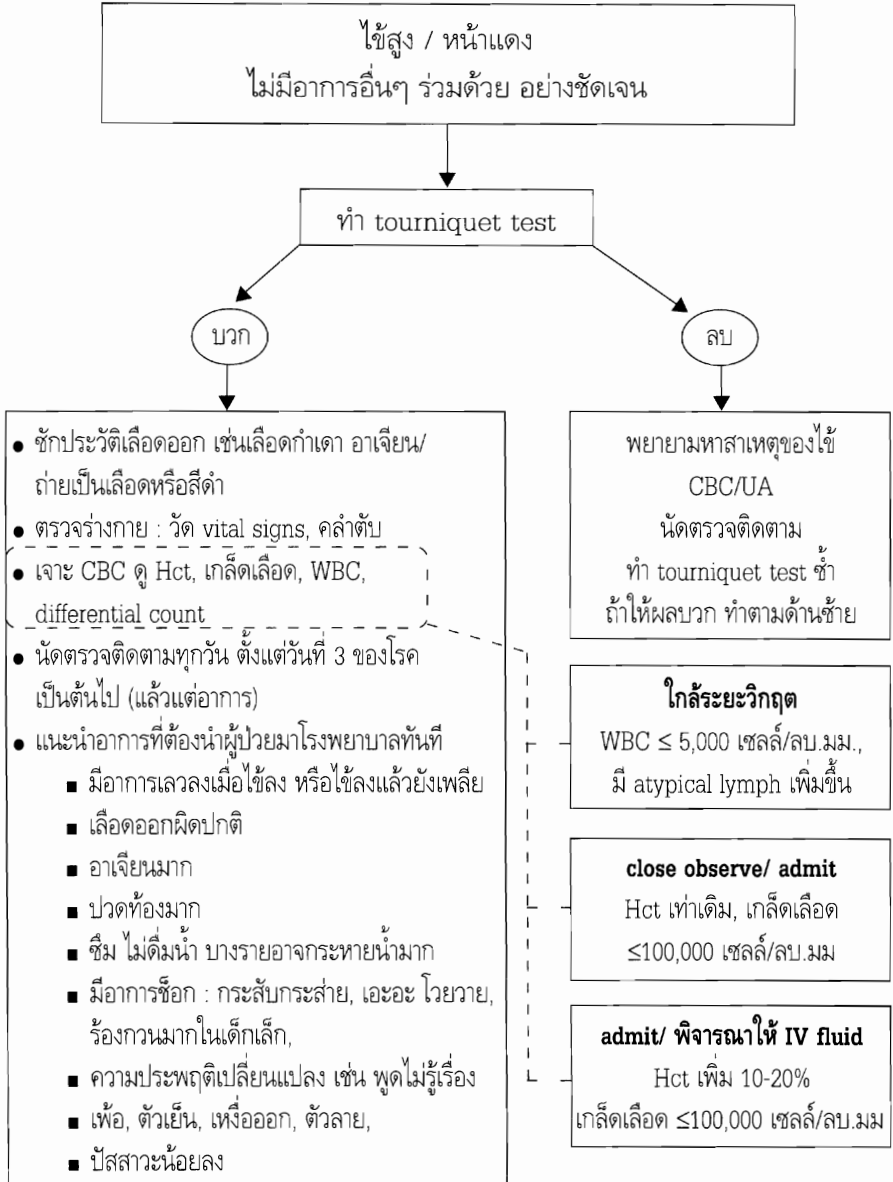 ไข้สูง / หน้าแดง
ไม่มีอาการอื่นๆ ร่วมด้วย อย่างชัดเจน
ทำ tourniquet test
บวก
ลบ
● ซักประวัติเลือดออก เช่นเลือดกำเดา อาเจียน/
ถ่ายเป็นเลือดหรือสีดำ
● ตรวจร่างกาย : วัด vital signs, คลำตับ
● เจาะ CBC ดู Hct, เกล็ดเลือด, WBC,
differential count
● นัดตรวจติดตามทุกวัน ตั้งแต่วันที่ 3 ของโรค
เป็นต้นไป (แล้วแต่อาการ)
● แนะนำอาการที่ต้องนำผู้ป่วยมาโรงพยาบาลทันที
■ มีอาการเลวลงเมื่อไข้ลง หรือไข้ลงแล้วยังเพลีย
■ เลือดออกผิดปกติ
■ อาเจียนมาก
■ ปวดท้องมาก
■ ซึม ไม่ดื่มน้ำ บางรายอาจกระหายน้ำมาก
■ มีอาการช็อก : กระสับกระส่าย, เอะอะ โวยวาย,
ร้องกวนมากในเด็กเล็ก,
■ ความประพฤติเปลี่ยนแปลง เช่น พูดไม่รู้เรื่อง
■ เพ้อ, ตัวเย็น, เหงื่อออก, ตัวลาย,
■ ปัสสาวะน้อยลง
พยายามหาสาเหตุของไข้
CBC/UA
นัดตรวจติดตาม
ทำ tourniquet test ซ้ำ
ถ้าให้ผลบวก ทำตามด้านซ้าย
ใกล้ระยะวิกฤต
WBC ≤ 5,000 เซลล์/ลบ.มม.,
มี atypical lymph เพิ่มขึ้น
close observe/ admit
Hct เท่าเดิม, เกล็ดเลือด
≤100,000 เซลล์/ลบ.มม
admit/ พิจารณาให้ IV fluid
Hct เพิ่ม 10-20%
เกล็ดเลือด ≤100,000 เซลล์/ลบ.มม